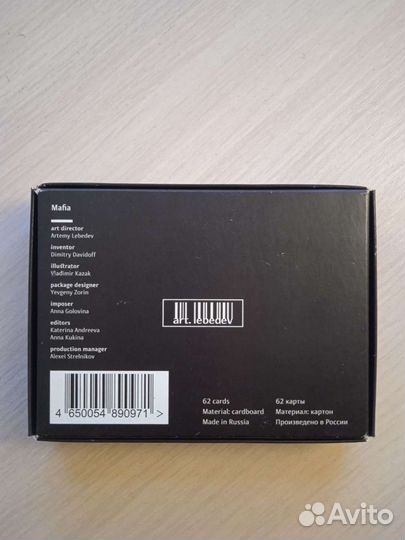 Mafia
art director
Artemy Lebedev
inventor
Dimitry Davidoff
illustrator
Vladimir Kazak
package designer
Yevgeny Zorin
imposer
Anna Golovina
editors
Katerina Andreeva
Anna Kukina
production manager
Alexei Strelnikov
art.lebedev
4 650054 890971 >
62 cards
Material: cardboard
Made in Russia
62 карты
Материал: картон
Произведено в России
Avito